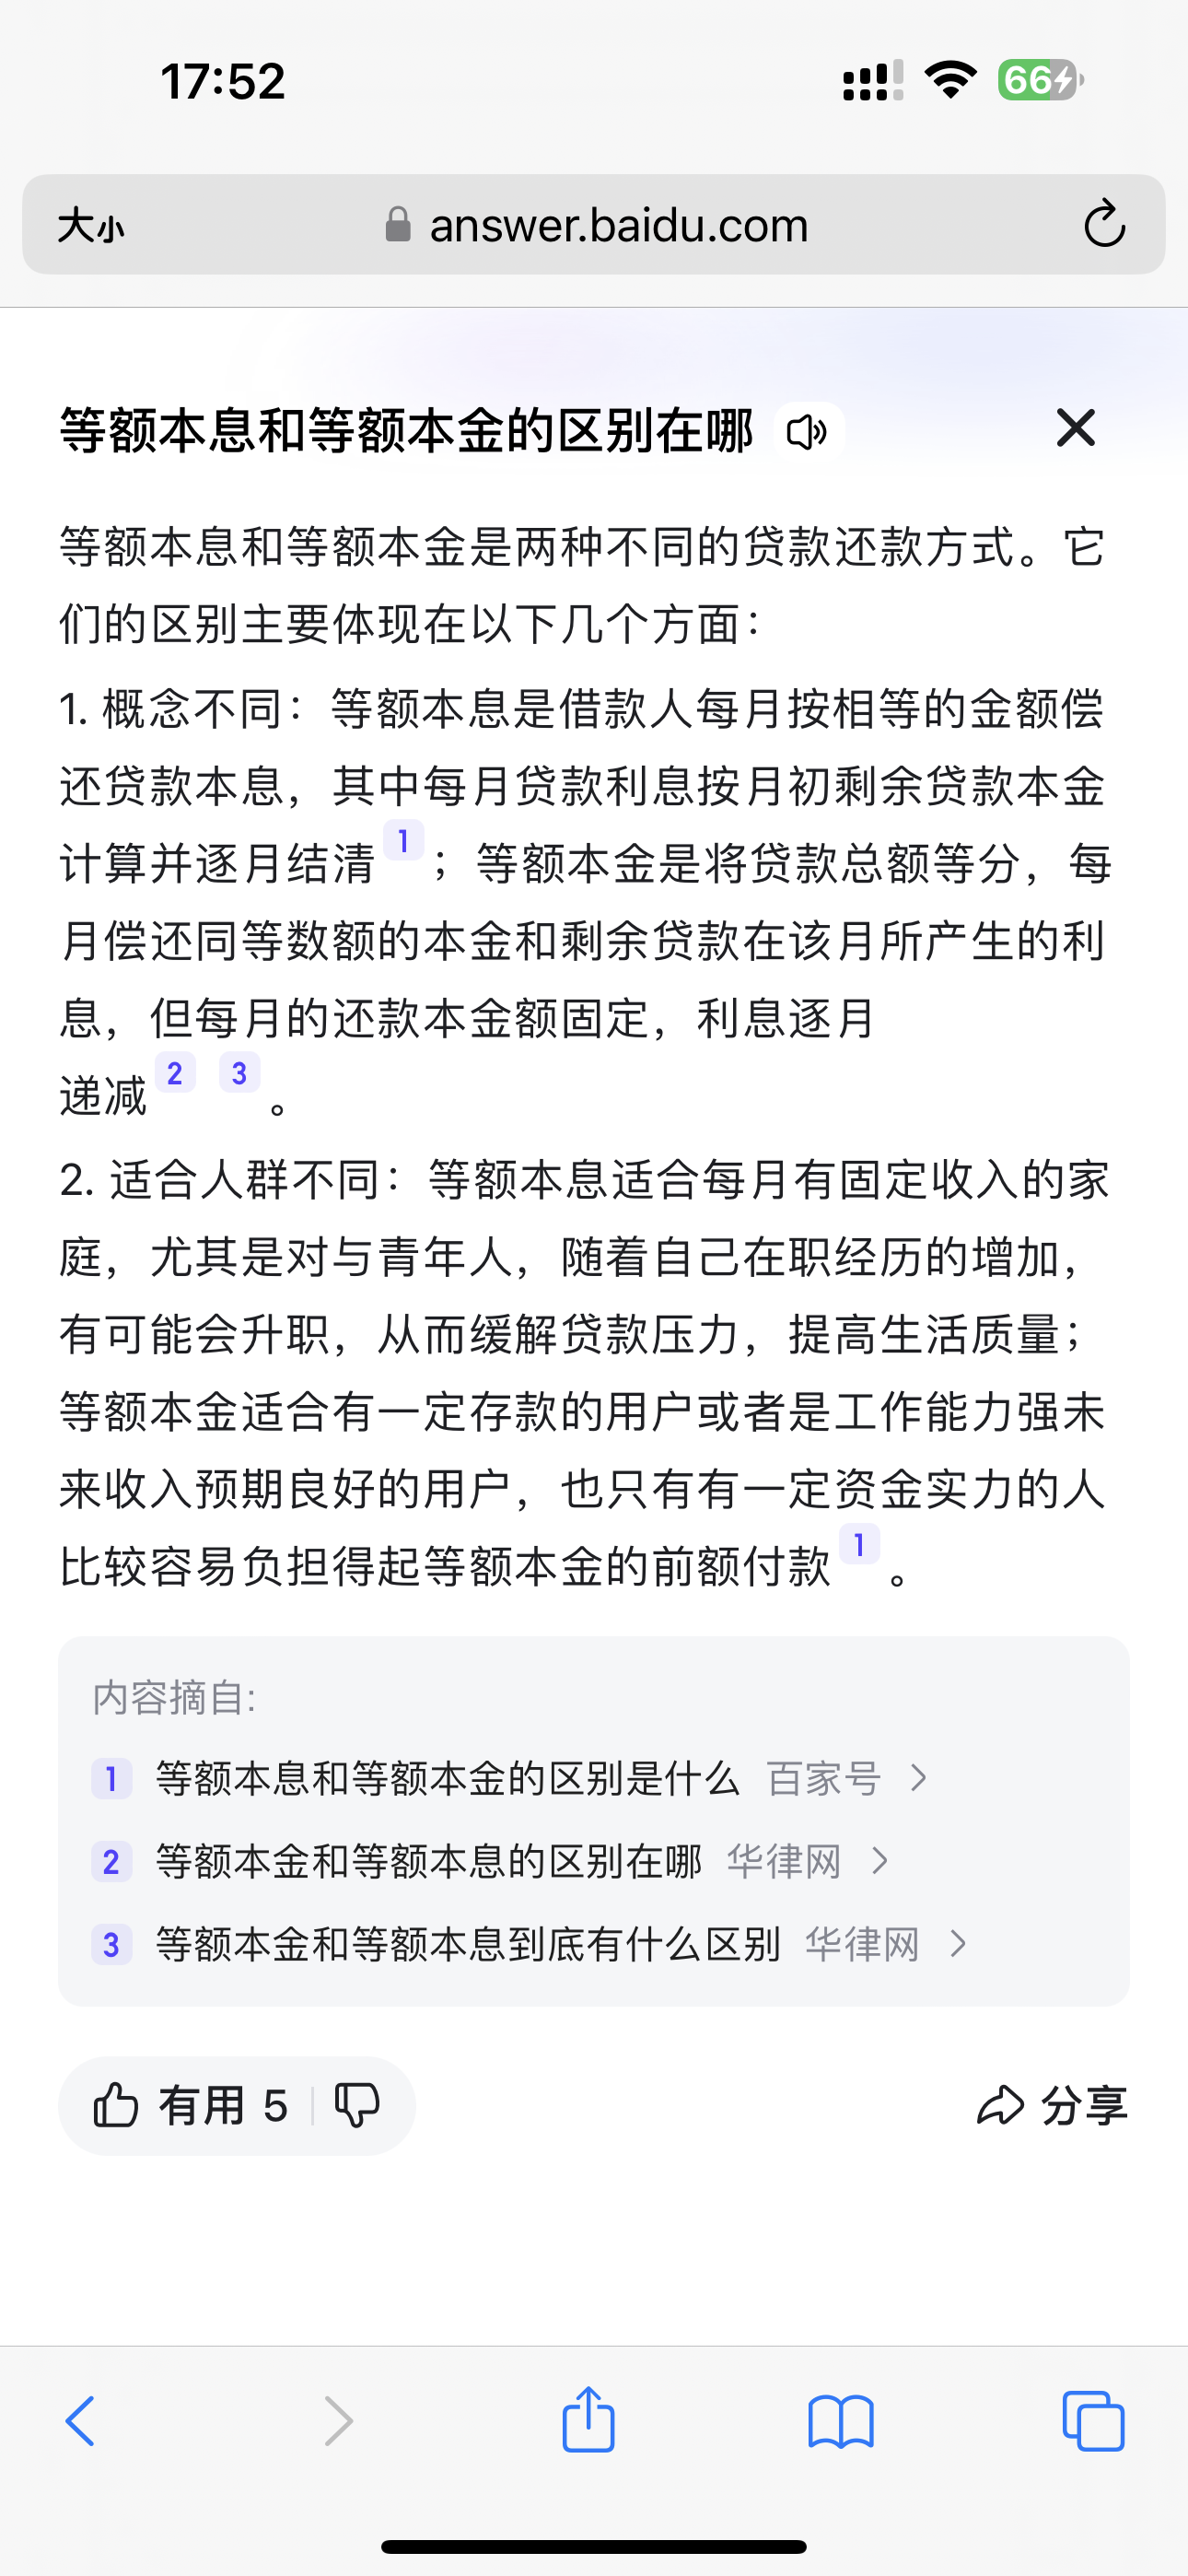 17:52
66
大小
answer.baidu.com
等额本息和等额本金的区别在哪
等额本息和等额本金是两种不同的贷款还款方式。它
们的区别主要体现在以下几个方面：
1. 概念不同：等额本息是借款人每月按相等的金额偿
还贷款本息，其中每月贷款利息按月初剩余贷款本金
计算并逐月结清 1 ；等额本金是将贷款总额等分，每
月偿还同等数额的本金和剩余贷款在该月所产生的利
息，但每月的还款本金额固定，利息逐月
递减 2 3 。
2. 适合人群不同：等额本息适合每月有固定收入的家
庭，尤其是对与青年人，随着自己在职经历的增加，
有可能会升职，从而缓解贷款压力，提高生活质量；
等额本金适合有一定存款的用户或者是工作能力强未
来收入预期良好的用户，也只有有一定资金实力的人
比较容易负担得起等额本金的前额付款 1 。
内容摘自:
1 等额本息和等额本金的区别是什么 百家号
2 等额本金和等额本息的区别在哪 华律网
3 等额本金和等额本息到底有什么区别 华律网
有用 5
分享